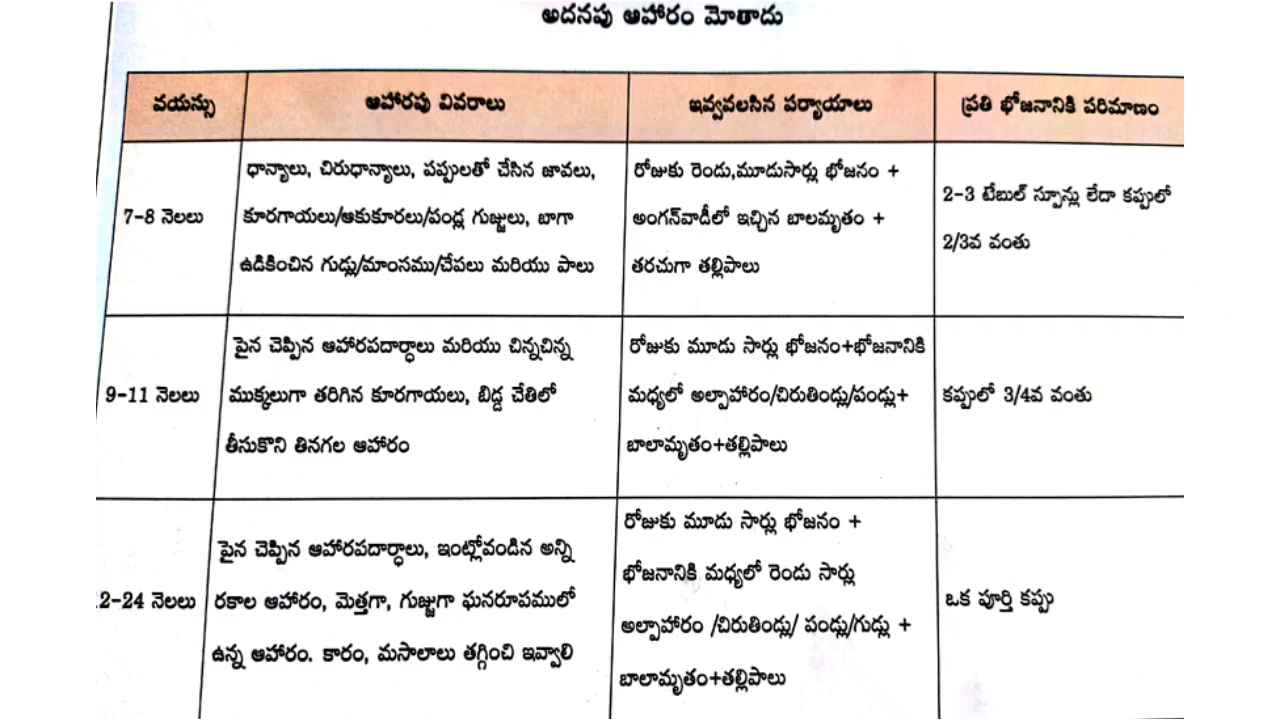 అదనపు ఆహారం మోతాదు
వయస్సు
ఆహారపు వివరాలు
ఇవ్వవలసిన పర్యాయాలు
ప్రతి భోజనానికి పరిమాణం
7-8 నెలలు
ధాన్యాలు, చిరుధాన్యాలు, పప్పులతో చేసిన జావలు,
కూరగాయలు/ఆకుకూరలు/పండ్ల గుజ్జులు, బాగా
ఉడికించిన గుడ్లు/మాంసము/చేపలు మరియు పాలు
రోజుకు రెండు,మూడుసార్లు భోజనం +
అంగన్‌వాడీలో ఇచ్చిన బాలమృతం +
తరచుగా తల్లిపాలు
2-3 టేబుల్ స్పూన్లు లేదా కప్పులో
2/3వ వంతు
9-11 నెలలు
పైన చెప్పిన ఆహారపదార్ధాలు మరియు చిన్నచిన్న
ముక్కలుగా తరిగిన కూరగాయలు, బిడ్డ చేతిలో
తీసుకొని తినగల ఆహారం
రోజుకు మూడు సార్లు భోజనం+భోజనానికి
మధ్యలో అల్పాహారం/చిరుతిండ్లు/పండ్లు+
బాలామృతం+తల్లిపాలు
కప్పులో 3/4వ వంతు
2-24 నెలలు
పైన చెప్పిన ఆహారపదార్ధాలు, ఇంట్లోవండిన అన్ని
రకాల ఆహారం, మెత్తగా, గుజ్జుగా ఘనరూపములో
ఉన్న ఆహారం. కారం, మసాలాలు తగ్గించి ఇవ్వాలి
రోజుకు మూడు సార్లు భోజనం +
భోజనానికి మధ్యలో రెండు సార్లు
అల్పాహారం /చిరుతిండ్లు/ పండ్లు/గుడ్లు +
బాలామృతం+తల్లిపాలు
ఒక పూర్తి కప్పు